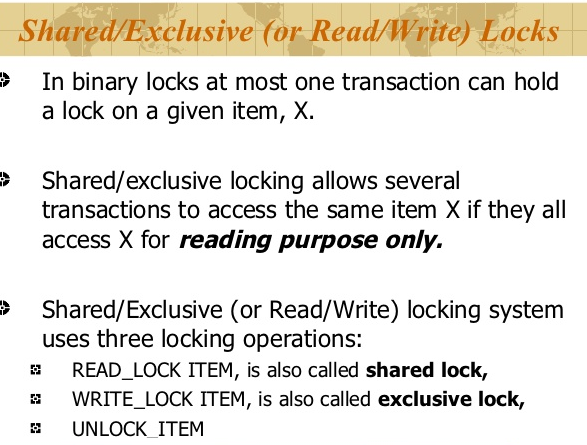 Shared/Exclusive (or Read/Write) Locks
In binary locks at most one transaction can hold
a lock on a given item, X.
Shared/exclusive locking allows several
transactions to access the same item X if they all
access X for reading purpose only.
Shared/Exclusive (or Read/Write) locking system
uses three locking operations:
READ_LOCK ITEM, is also called shared lock,
WRITE_LOCK ITEM, is also called exclusive lock,
UNLOCK_ITEM